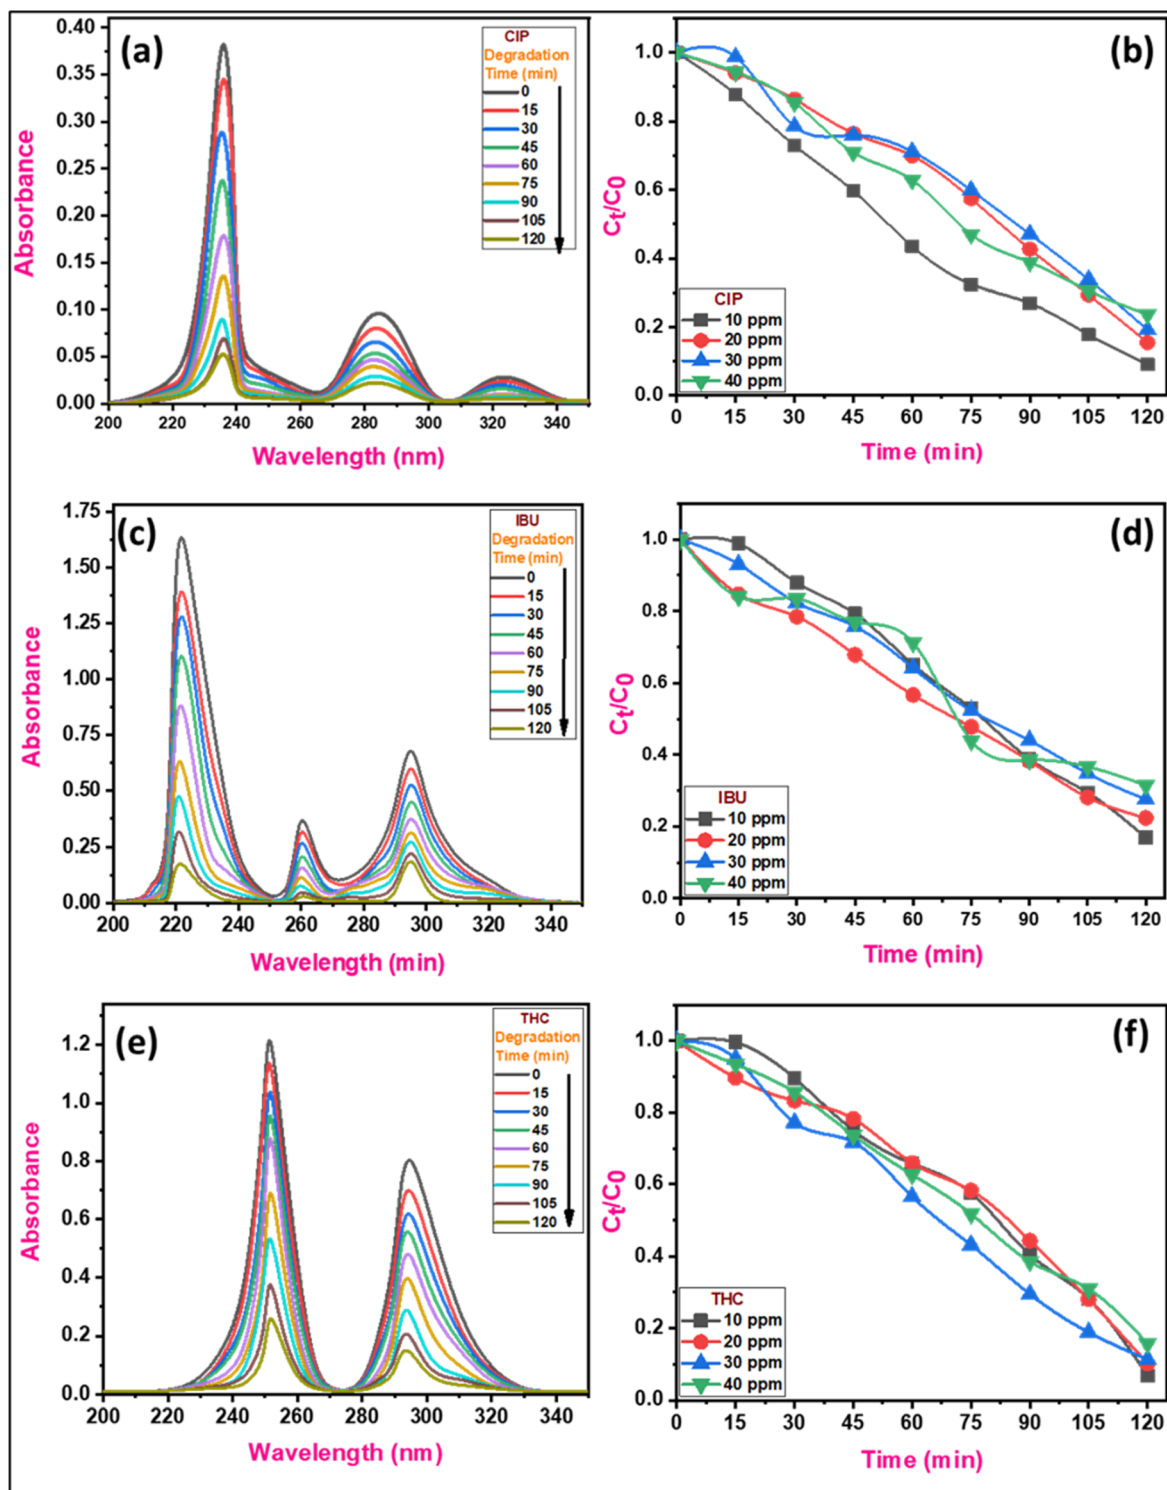 (a)
CIP
Degradation
Time (min)
0
15
30
45
60
75
90
105
120
0.40
0.35
0.30
0.25
0.20
0.15
0.10
0.05
0.00
Absorbance
200 220 240 260 280 300 320 340
Wavelength (nm)
(b)
1.0
0.8
0.6
0.4
0.2
0.0
Ct/C0
CIP
10 ppm
20 ppm
30 ppm
40 ppm
0 15 30 45 60 75 90 105 120
Time (min)
(c)
IBU
Degradation
Time (min)
0
15
30
45
60
75
90
105
120
1.75
1.50
1.25
1.00
0.75
0.50
0.25
0.00
Absorbance
200 220 240 260 280 300 320 340
Wavelength (min)
(d)
1.0
0.8
0.6
0.4
0.2
0.0
Ct/C0
IBU
10 ppm
20 ppm
30 ppm
40 ppm
0 15 30 45 60 75 90 105 120
Time (min)
(e)
THC
Degradation
Time (min)
0
15
30
45
60
75
90
105
120
1.2
1.0
0.8
0.6
0.4
0.2
0.0
Absorbance
200 220 240 260 280 300 320 340
Wavelength (nm)
(f)
1.0
0.8
0.6
0.4
0.2
0.0
Ct/C0
THC
10 ppm
20 ppm
30 ppm
40 ppm
0 15 30 45 60 75 90 105 120
Time (min)